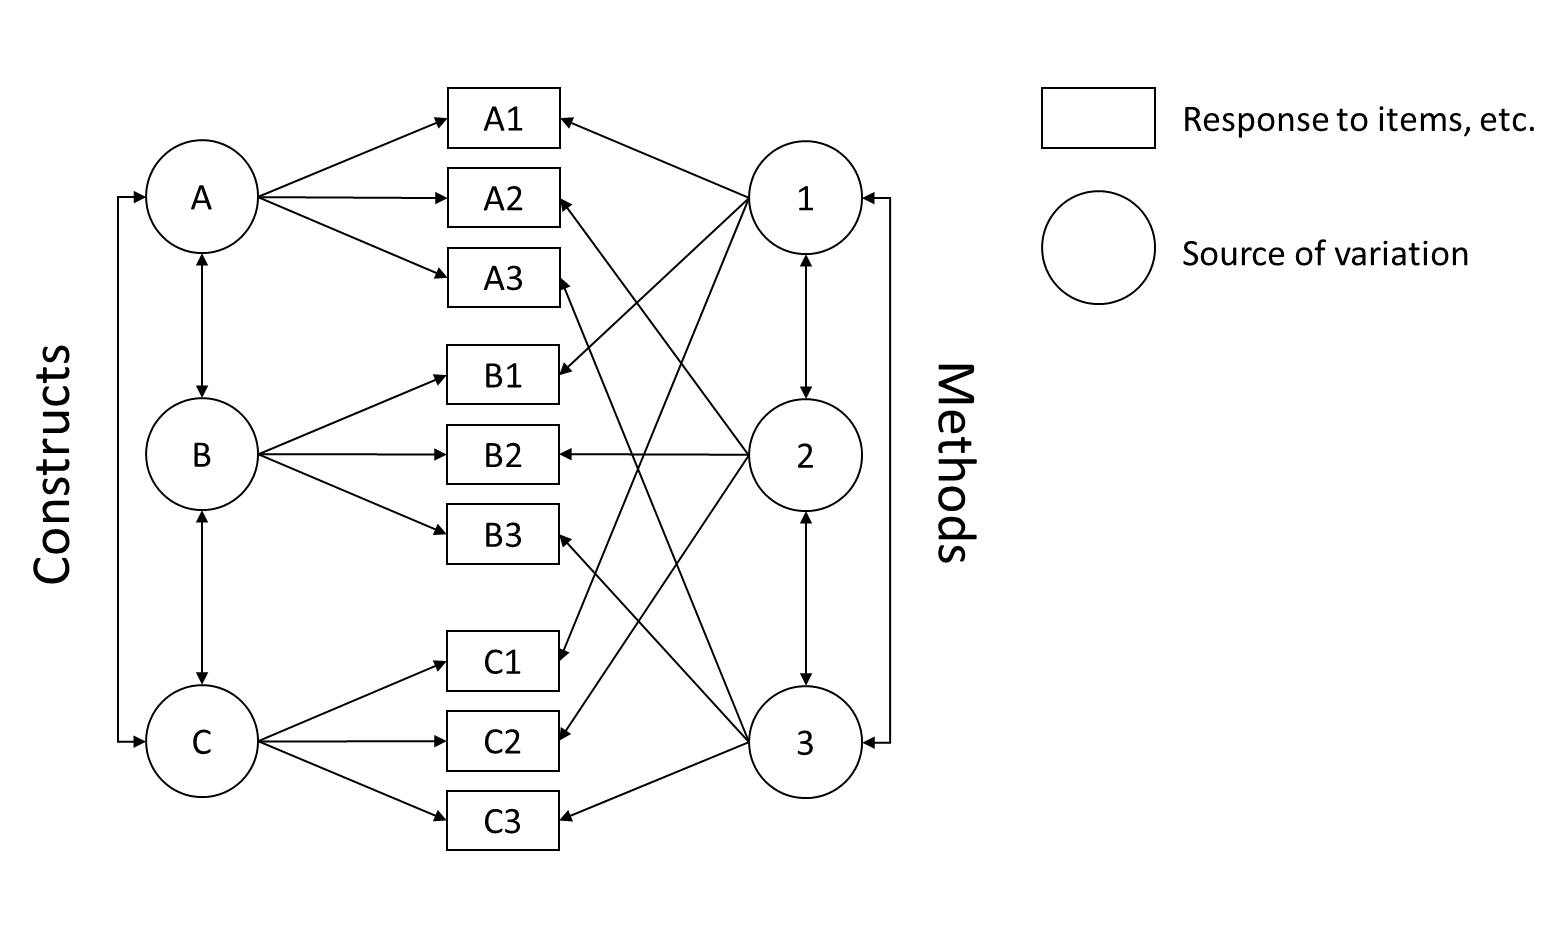 Constructs
A
B
C
A1
A2
A3
B1
B2
B3
C1
C2
C3
1
2
3
Methods
Response to items, etc.
Source of variation